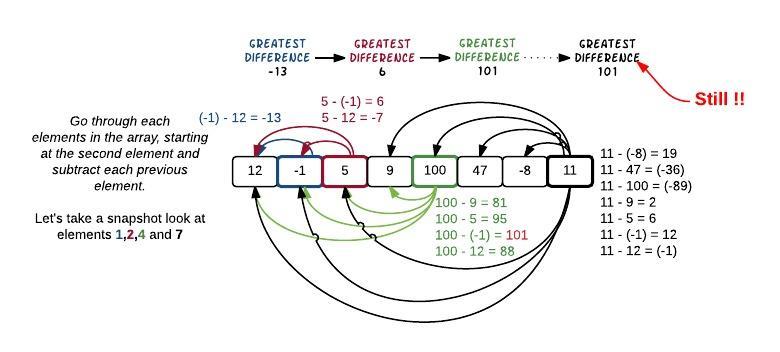 GREATEST DIFFERENCE -13
GREATEST DIFFERENCE 6
GREATEST DIFFERENCE 101
GREATEST DIFFERENCE 101
Still !!
Go through each
elements in the array, starting
at the second element and
subtract each previous
element.
Let's take a snapshot look at
elements 1,2,4 and 7
(-1) - 12 = -13
5 - (-1) = 6
5 - 12 = -7
12 -1 5 9 100 47 -8 11
100 - 9 = 81
100 - 5 = 95
100 - (-1) = 101
100 - 12 = 88
11 - (-8) = 19
11 - 47 = (-36)
11 - 100 = (-89)
11 - 9 = 2
11 - 5 = 6
11 - (-1) = 12
11 - 12 = (-1)